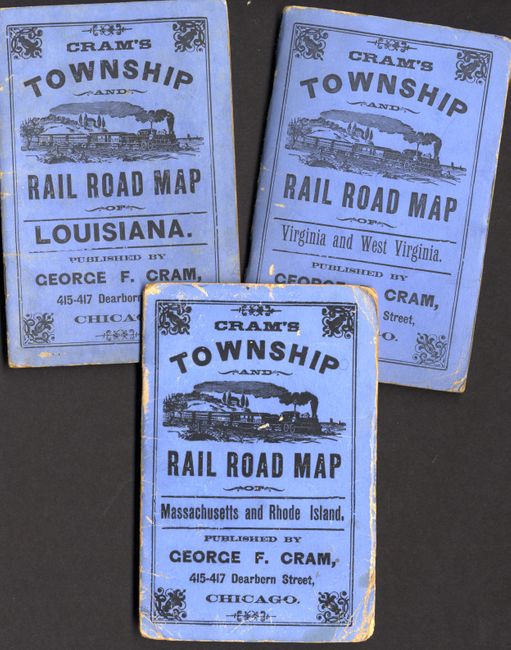 CRAM'S
TOWNSHIP
AND
RAIL ROAD MAP
OF
LOUISIANA.
PUBLISHED BY
GEORGE F. CRAM,
415-417 Dearborn
CHICAGO
CRAM'S
TOWNSHIP
AND
RAIL ROAD MAP
OF
Virginia and West Virginia.
PUBLISHED BY
GEORGE F. CRAM,
Street,
CRAM'S
TOWNSHIP
AND
RAIL ROAD MAP
OF
Massachusetts and Rhode Island.
PUBLISHED BY
GEORGE F. CRAM,
415-417 Dearborn Street,
CHICAGO.